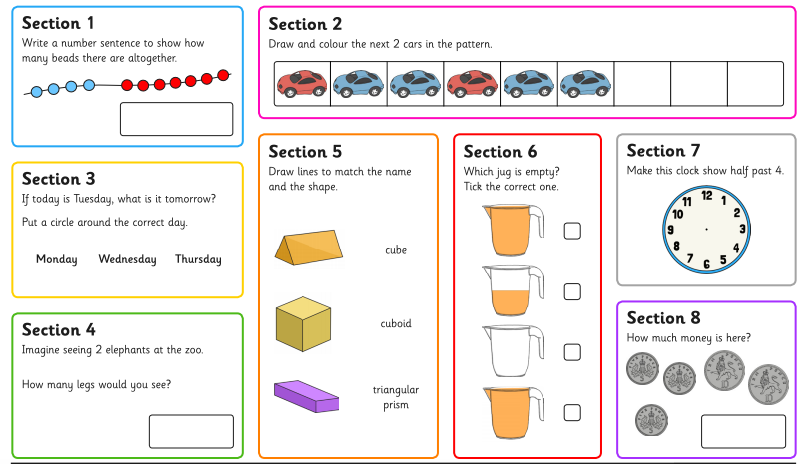 Section 1
Write a number sentence to show how
many beads there are altogether.
Section 2
Draw and colour the next 2 cars in the pattern.
Section 3
If today is Tuesday, what is it tomorrow?
Put a circle around the correct day.
Monday Wednesday Thursday
Section 4
Imagine seeing 2 elephants at the zoo.
How many legs would you see?
Section 5
Draw lines to match the name
and the shape.
cube
cuboid
triangular
prism
Section 6
Which jug is empty?
Tick the correct one.
Section 7
Make this clock show half past 4.
12
1
2
3
4
5
6
7
8
9
10
11
Section 8
How much money is here?